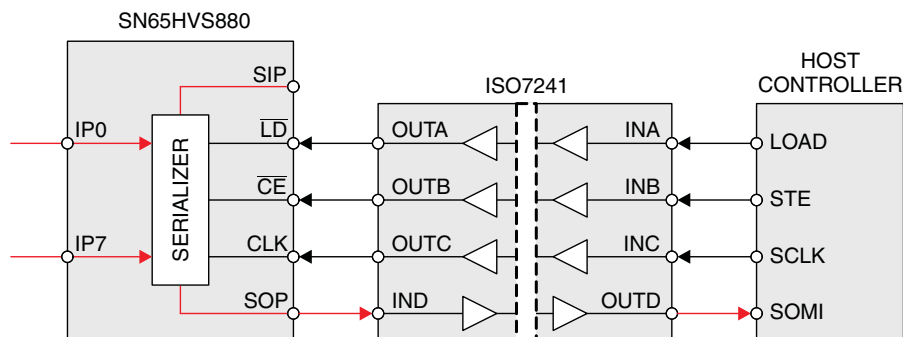 SN65HVS880
SIP
IP0
LD
CE
IP7
CLK
SOP
SERIALIZER
ISO7241
OUTA
INA
OUTB
INB
OUTC
INC
IND
OUTD
HOST
CONTROLLER
LOAD
STE
SCLK
SOMI